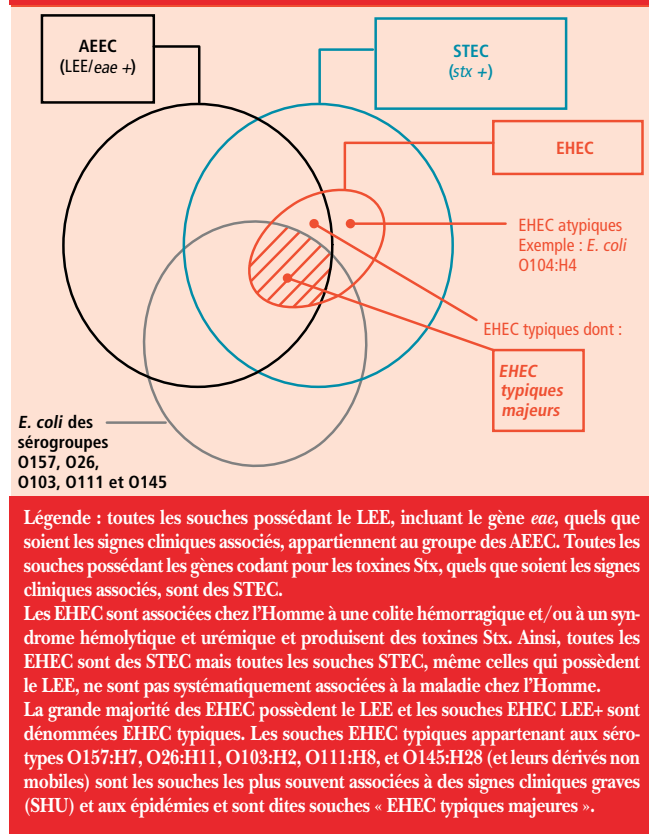 AEEC
(LEE/eae +)
STEC
(stx +)
EHEC
EHEC atypiques
Exemple : E. coli
O104:H4
EHEC typiques dont :
EHEC
typiques
majeurs
E. coli des
sérogroupes
O157, O26,
O103, O111 et O145
Légende : toutes les souches possédant le LEE, incluant le gène eae, quels que
soient les signes cliniques associés, appartiennent au groupe des AEEC. Toutes les
souches possédant les gènes codant pour les toxines Stx, quels que soient les signes
cliniques associés, sont des STEC.
Les EHEC sont associées chez l'Homme à une colite hémorragique et/ou à un syn-
drome hémolytique et urémique et produisent des toxines Stx. Ainsi, toutes les
EHEC sont des STEC mais toutes les souches STEC, même celles qui possèdent
le LEE, ne sont pas systématiquement associées à la maladie chez l'Homme.
La grande majorité des EHEC possèdent le LEE et les souches EHEC LEE+ sont
dénommées EHEC typiques. Les souches EHEC typiques appartenant aux séro-
types O157:H7, O26:H11, O103:H2, O111:H8, et O145:H28 (et leurs dérivés non
mobiles) sont les souches les plus souvent associées à des signes cliniques graves
(SHU) et aux épidémies et sont dites souches « EHEC typiques majeures ».